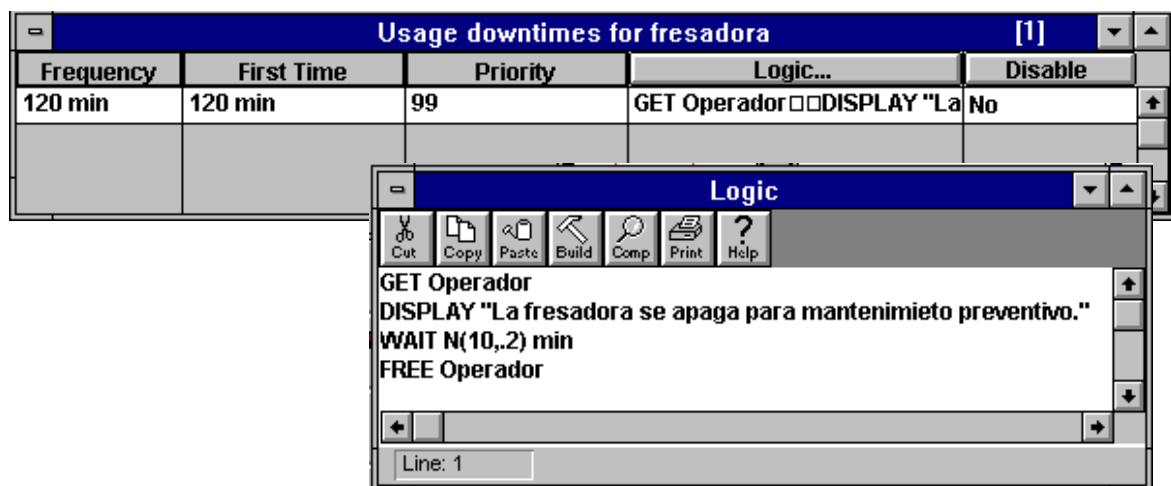 Usage downtimes for fresadora [1]
Frequency First Time Priority Logic... Disable
120 min 120 min 99 GET Operador□□DISPLAY "La No
Logic
Cut Copy Paste Build Comp Print Help
GET Operador
DISPLAY "La fresadora se apaga para mantenimieto preventivo."
WAIT N(10,.2) min
FREE Operador
Line: 1